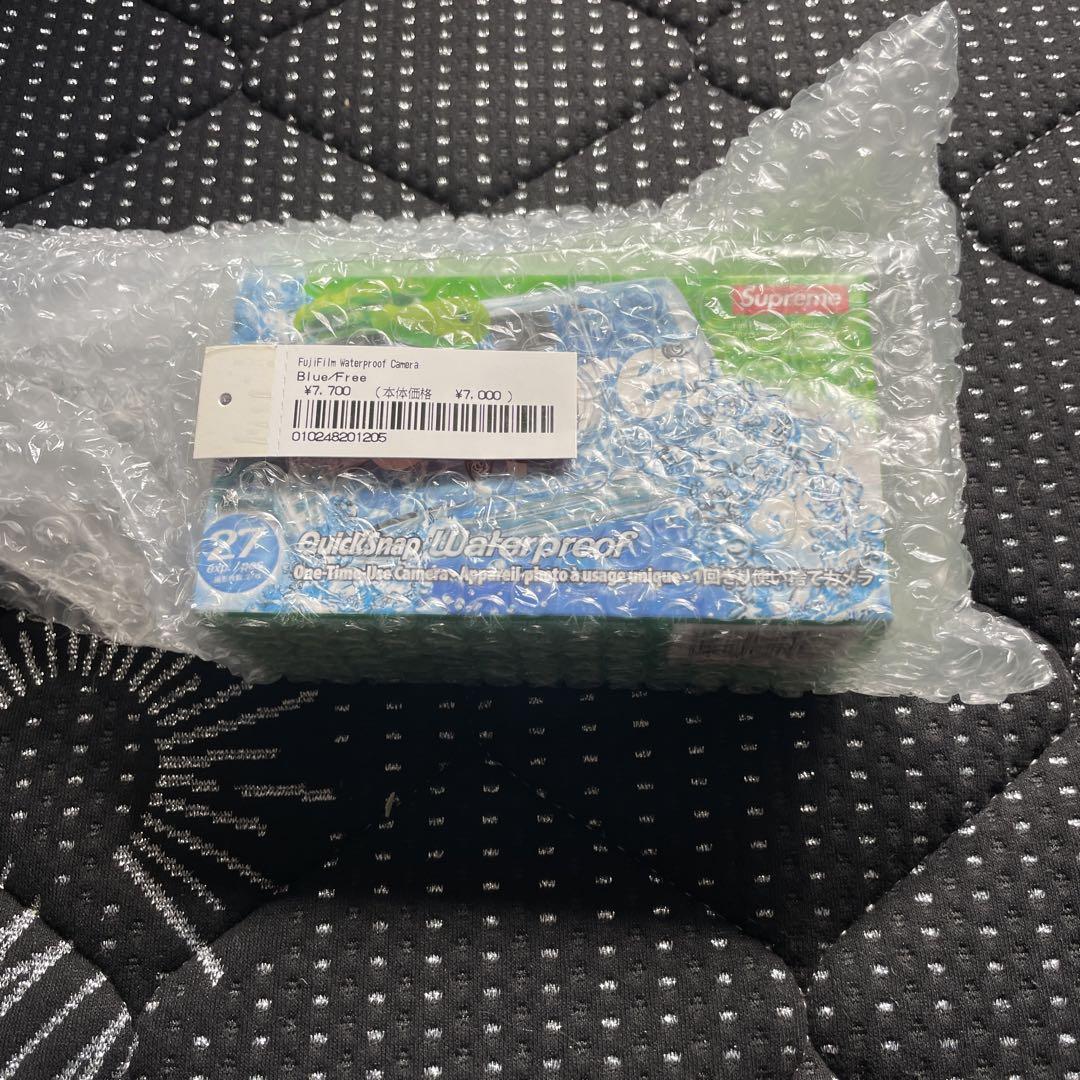 Supreme
FujiFilm Waterproof Camera
Blue/Free
¥7,700 (本体価格 ¥7,000 )
010248201205
27
QuickSnap Waterproof
One-Time-Use Camera • Appareil-photo à usage unique • 1回きり使い捨てカメラ